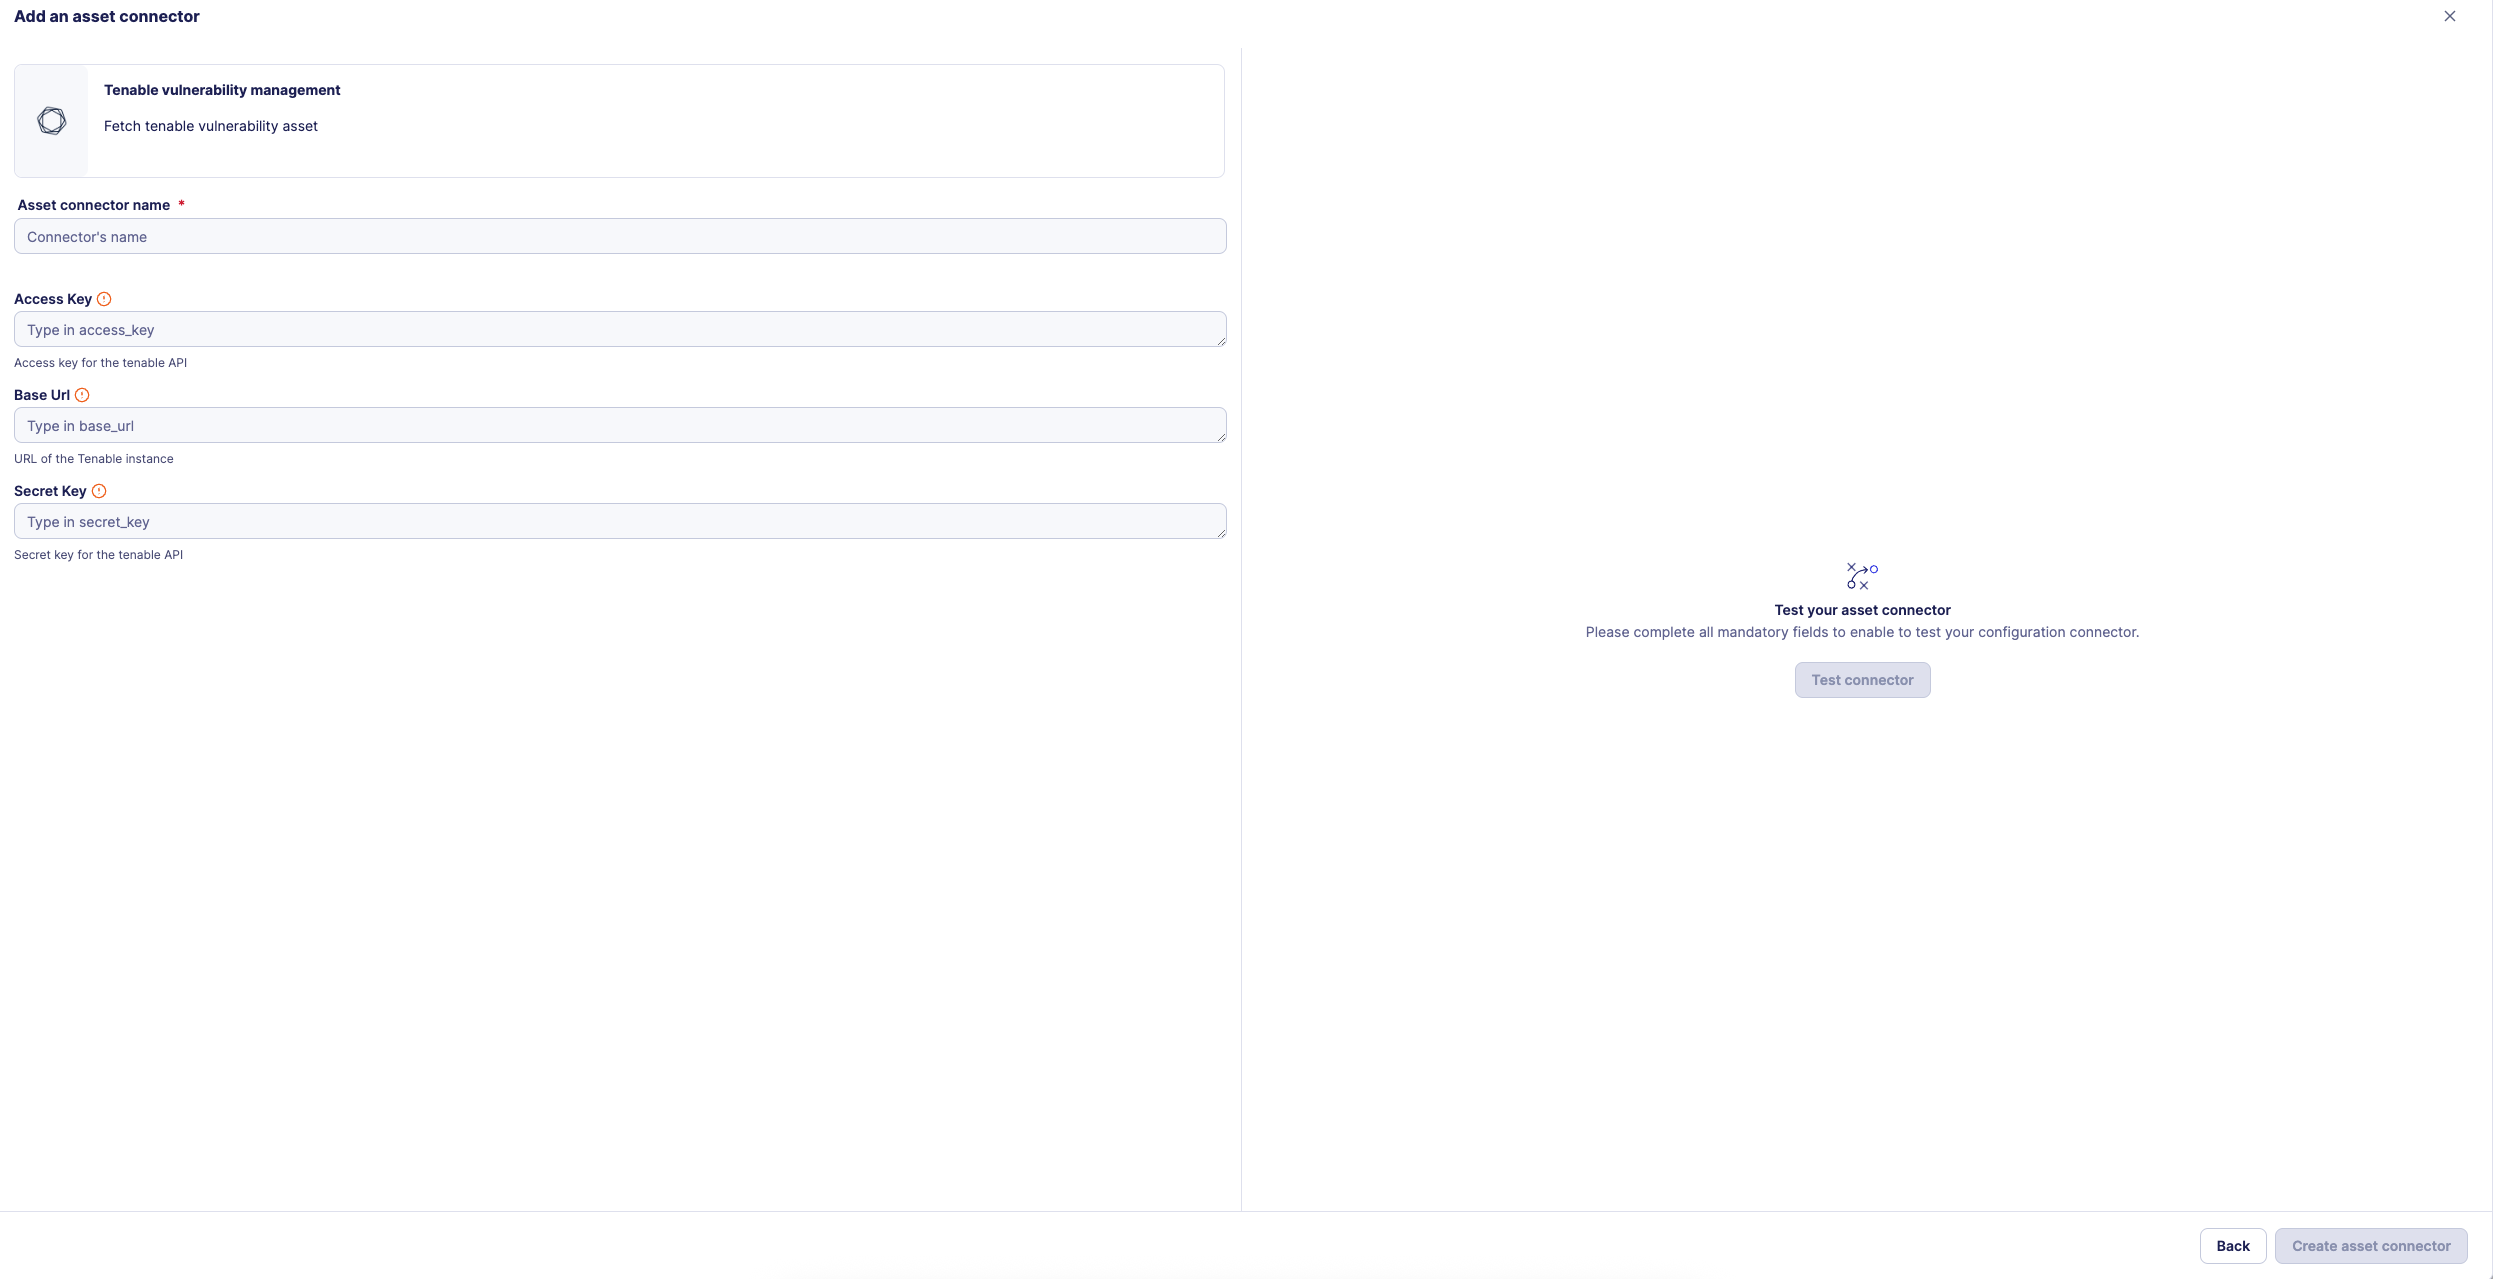 Add an asset connector
Tenable vulnerability management
Fetch tenable vulnerability asset
Asset connector name *
Connector's name
Access Key
Type in access_key
Access key for the tenable API
Base Url
Type in base_url
URL of the Tenable instance
Secret Key
Type in secret_key
Secret key for the tenable API
Test your asset connector
Please complete all mandatory fields to enable to test your configuration connector.
Test connector
Back
Create asset connector